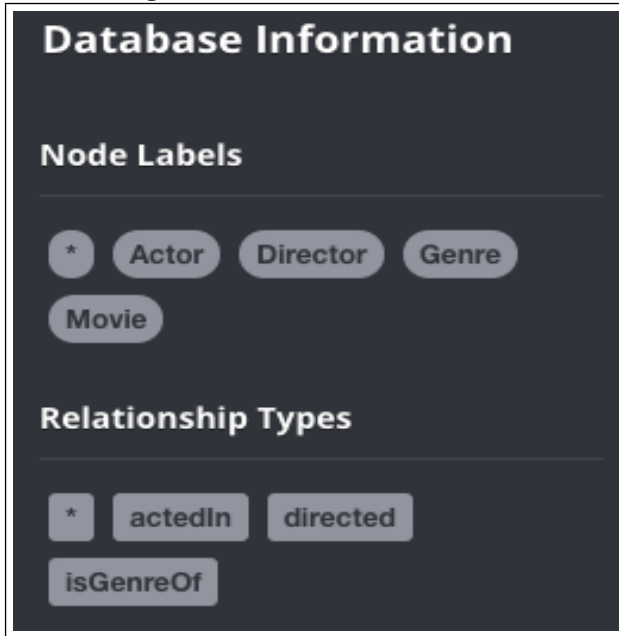 Database Information
Node Labels
* Actor Director Genre
Movie
Relationship Types
* actedIn directed
isGenreOf